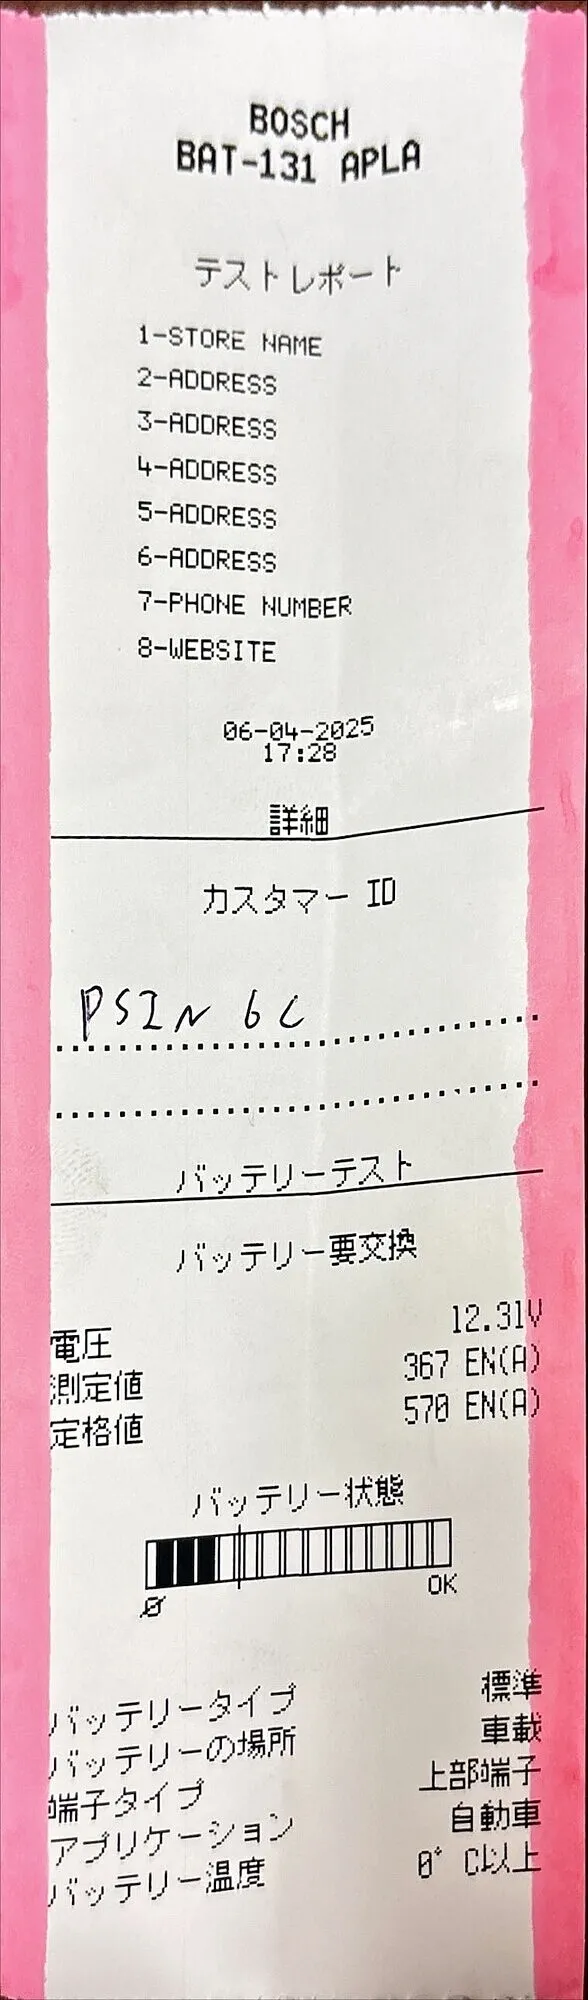 BOSCH
BAT-131 APLA
テストレポート
1-STORE NAME
2-ADDRESS
3-ADDRESS
4-ADDRESS
5-ADDRESS
6-ADDRESS
7-PHONE NUMBER
8-WEBSITE
06-04-2025
17:28
詳細
カスタマー ID
PSIN 6C
バッテリーテスト
バッテリー要交換
電圧 12.31V
測定値 367 EN(A)
定格値 570 EN(A)
バッテリー状態
0 OK
バッテリータイプ 標準
バッテリーの場所 車載
端子タイプ 上部端子
アプリケーション 自動車
バッテリー温度 0° C以上